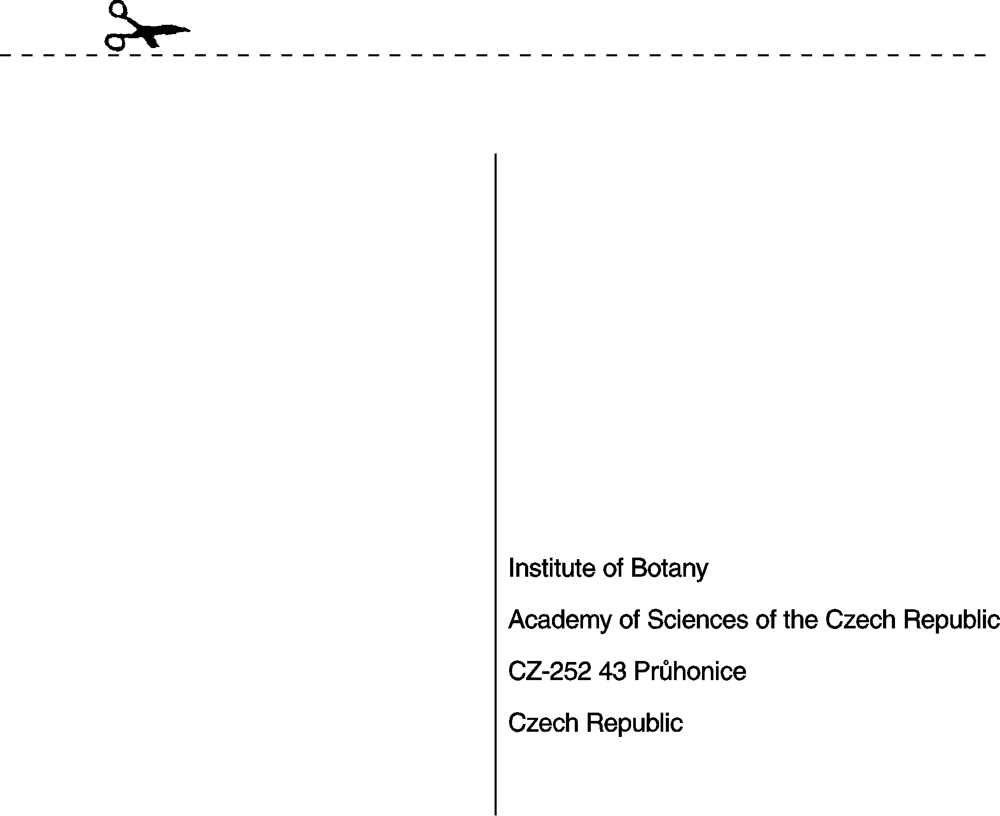 Institute of Botany
Academy of Sciences of the Czech Republic
CZ-252 43 Průhonice
Czech Republic